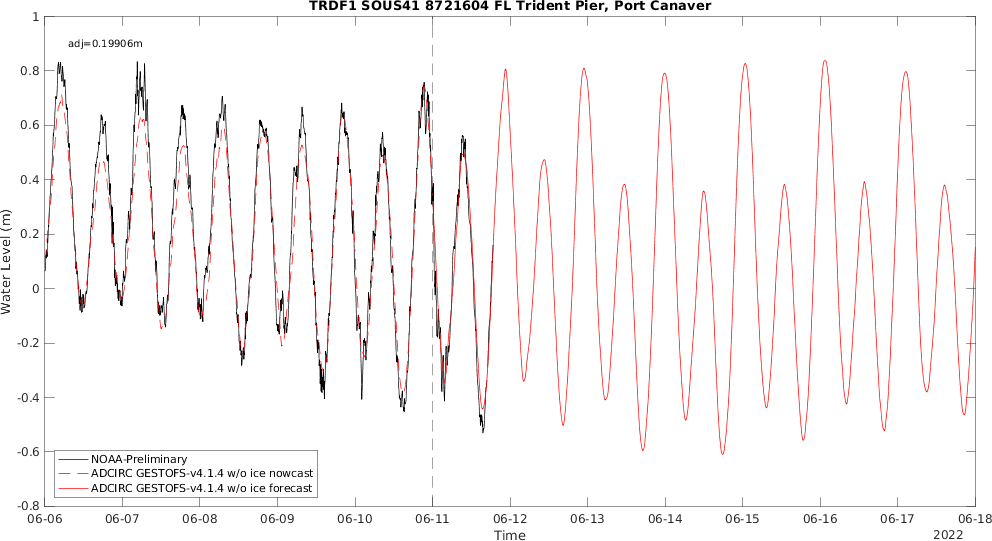 TRDF1 SOUS41 8721604 FL Trident Pier, Port Canaver
adj=0.19906m
Water Level (m)
1
0.8
0.6
0.4
0.2
0
-0.2
-0.4
-0.6
-0.8
NOAA-Preliminary
ADCIRC GESTOFS-v4.1.4 w/o ice nowcast
ADCIRC GESTOFS-v4.1.4 w/o ice forecast
06-06 06-07 06-08 06-09 06-10 06-11 06-12 06-13 06-14 06-15 06-16 06-17 06-18
Time
2022